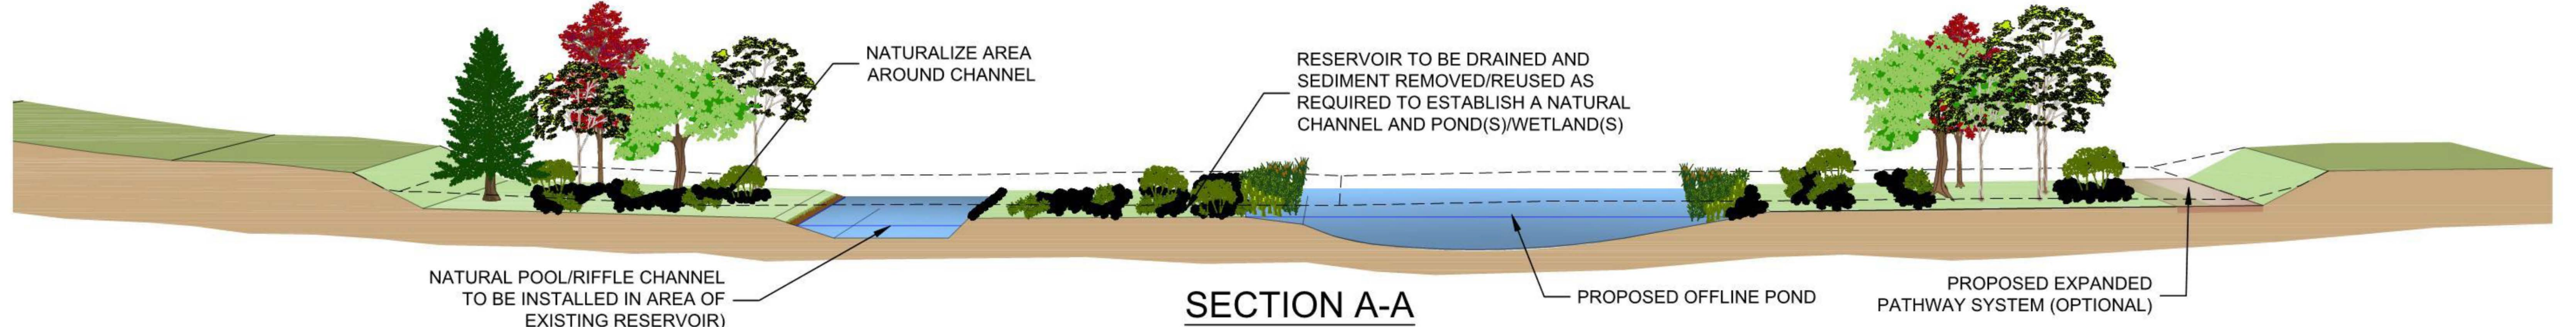 NATURALIZE AREA
AROUND CHANNEL
RESERVOIR TO BE DRAINED AND
SEDIMENT REMOVED/REUSED AS
REQUIRED TO ESTABLISH A NATURAL
CHANNEL AND POND(S)/WETLAND(S)
NATURAL POOL/RIFFLE CHANNEL
TO BE INSTALLED IN AREA OF
EXISTING RESERVOIR)
SECTION A-A
PROPOSED OFFLINE POND
PROPOSED EXPANDED
PATHWAY SYSTEM (OPTIONAL)